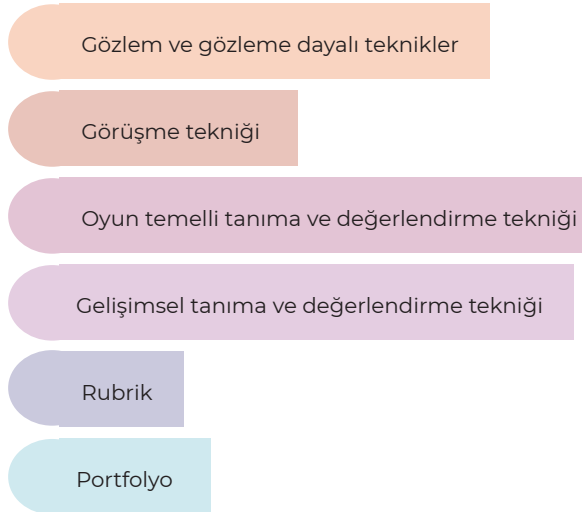 Gözlem ve gözleme dayalı teknikler
Görüşme tekniği
Oyun temelli tanıma ve değerlendirme tekniği
Gelişimsel tanıma ve değerlendirme tekniği
Rubrik
Portfolyo